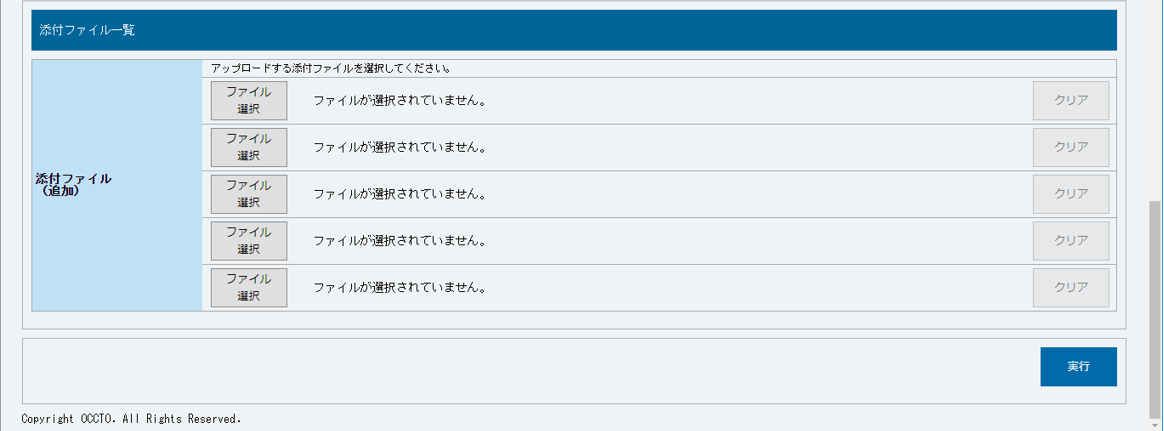 添付ファイル一覧
アップロードする添付ファイルを選択してください。
添付ファイル
(追加)
ファイル
選択
ファイルが選択されていません。
クリア
ファイル
選択
ファイルが選択されていません。
クリア
ファイル
選択
ファイルが選択されていません。
クリア
ファイル
選択
ファイルが選択されていません。
クリア
ファイル
選択
ファイルが選択されていません。
クリア
実行
Copyright OCCTO. All Rights Reserved.